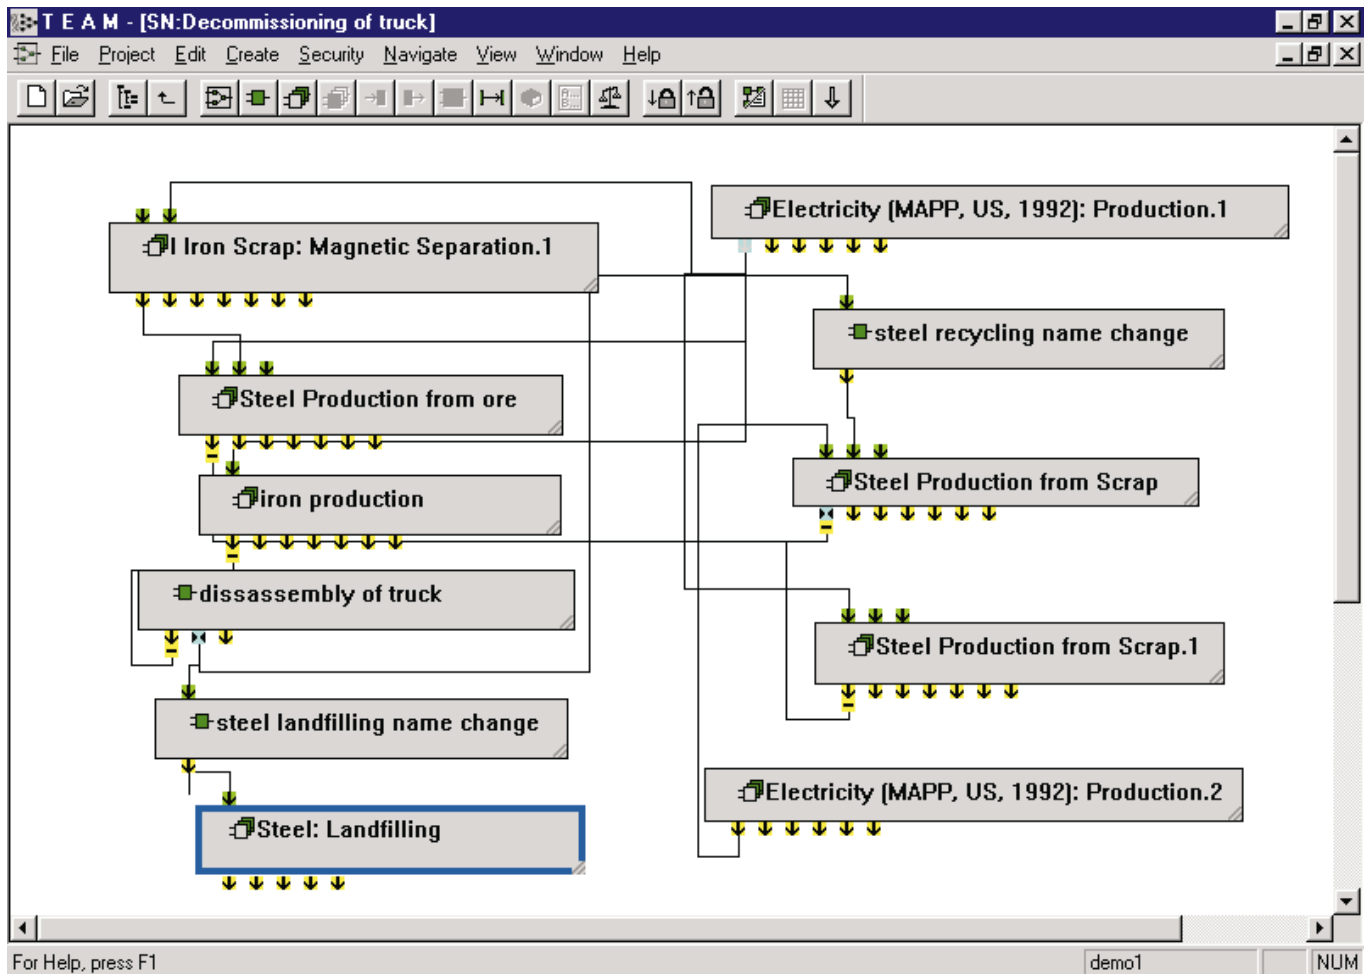 T E A M - [SN:Decommissioning of truck]
File Project Edit Create Security Navigate View Window Help
Electricity (MAPP, US, 1992): Production.1
l Iron Scrap: Magnetic Separation.1
steel recycling name change
Steel Production from ore
Steel Production from Scrap
iron production
dissassembly of truck
Steel Production from Scrap.1
steel landfilling name change
Electricity (MAPP, US, 1992): Production.2
Steel: Landfilling
For Help, press F1 demo1 NUM